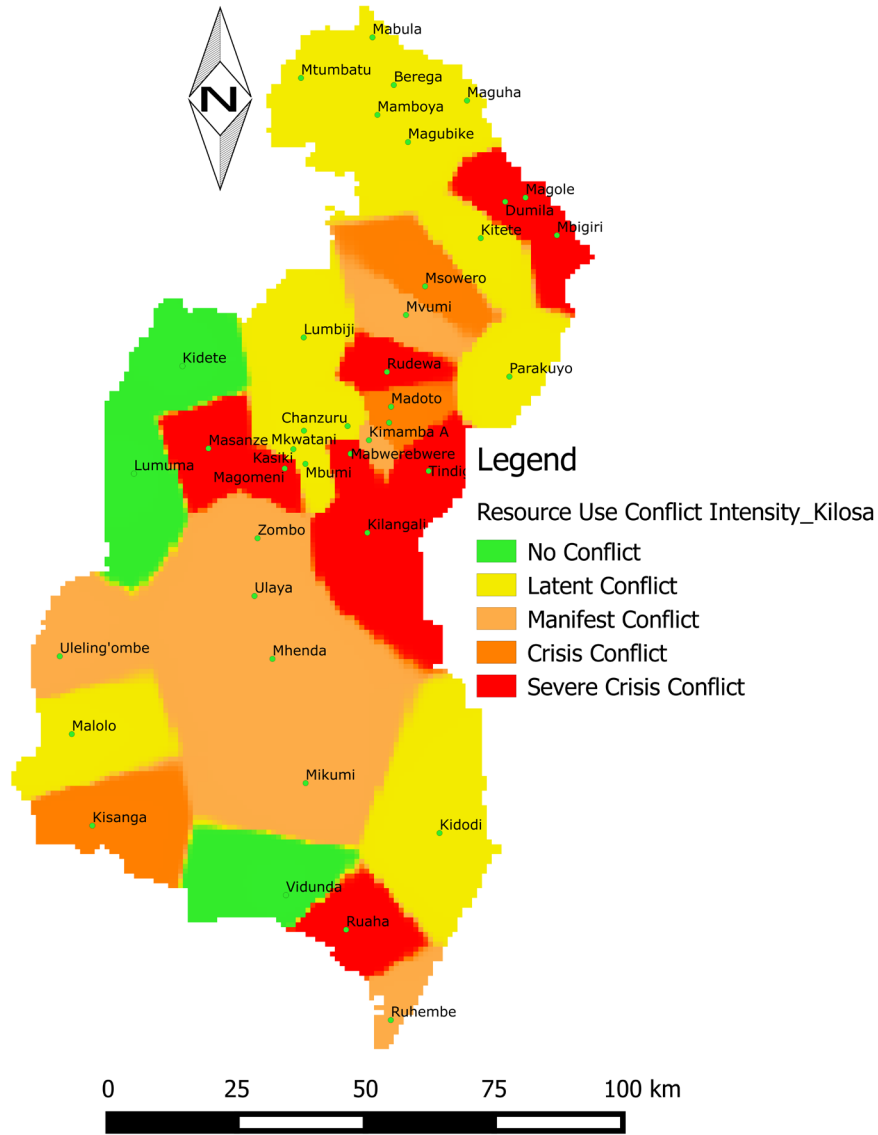 Mabula
Mtumbatu
Berega
Maguha
Mamboya
N
Magubike
Magole
Dumila
Mbigiri
Kitete
Msowero
Mvumi
Lumbiji
Kidete
Rudewa
Parakuyo
Madoto
Chanzuru
Kimamba A
Masanze
Mkwatani
Mabwerebwere
Kasiki
Lumuma
Magomeni
Mbumi
Tindig
Legend
Resource Use Conflict Intensity_Kilosa
No Conflict
Latent Conflict
Manifest Conflict
Crisis Conflict
Severe Crisis Conflict
Zombo
Kilangali
Ulaya
Uleling'ombe
Mhenda
Malolo
Mikumi
Kisanga
Kidodi
Vidunda
Ruaha
Ruhembe
0 25 50 75 100 km